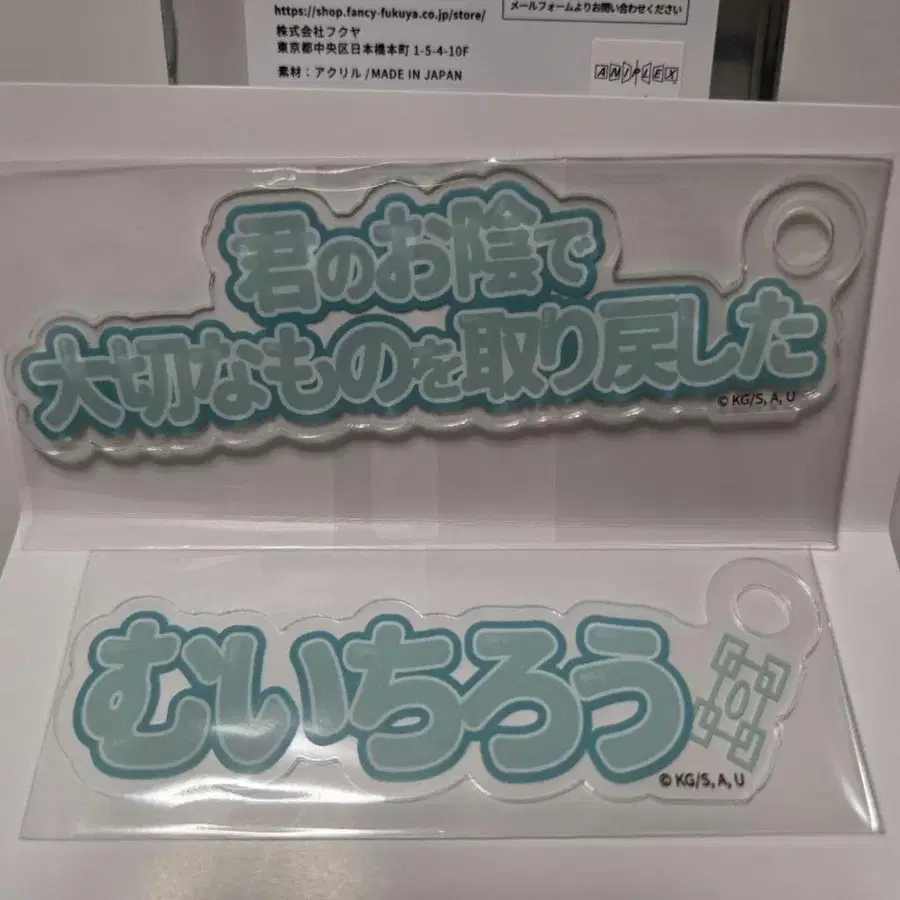 https://shop.fancy-fukuya.co.jp/store/
メールフォームよりお問い合わせください
株式会社フクヤ
東京都中央区日本橋本町 1-5-4-10F
素材：アクリル / MADE IN JAPAN
ANIPLEX
君のお陰で
大切なものを取り戻した
© KG/S, A, U
むいちろう
© KG/S, A, U